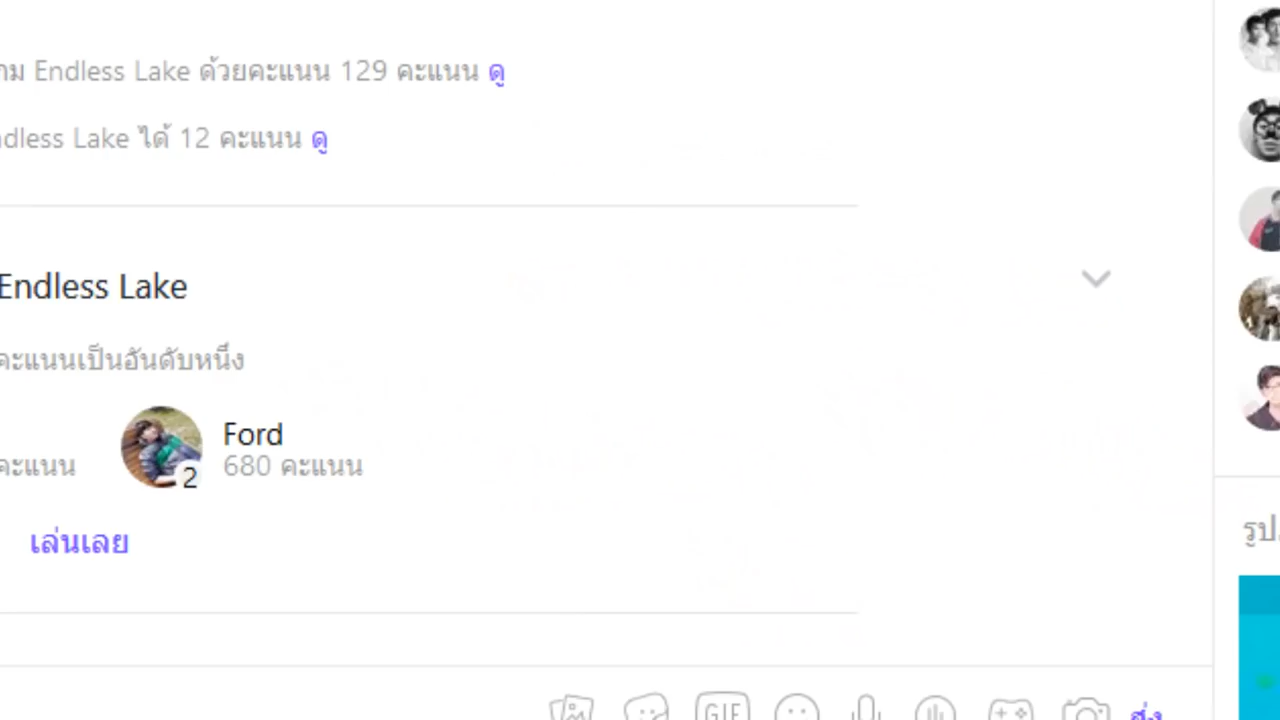 Endless Lake ด้วยคะแนน 129 คะแนน ดู
Lake ได้ 12 คะแนน ดู
Endless Lake
คะแนนเป็นอันดับหนึ่ง
Ford
คะแนน
2
680 คะแนน
เล่นเลย
GIF
ส่ง